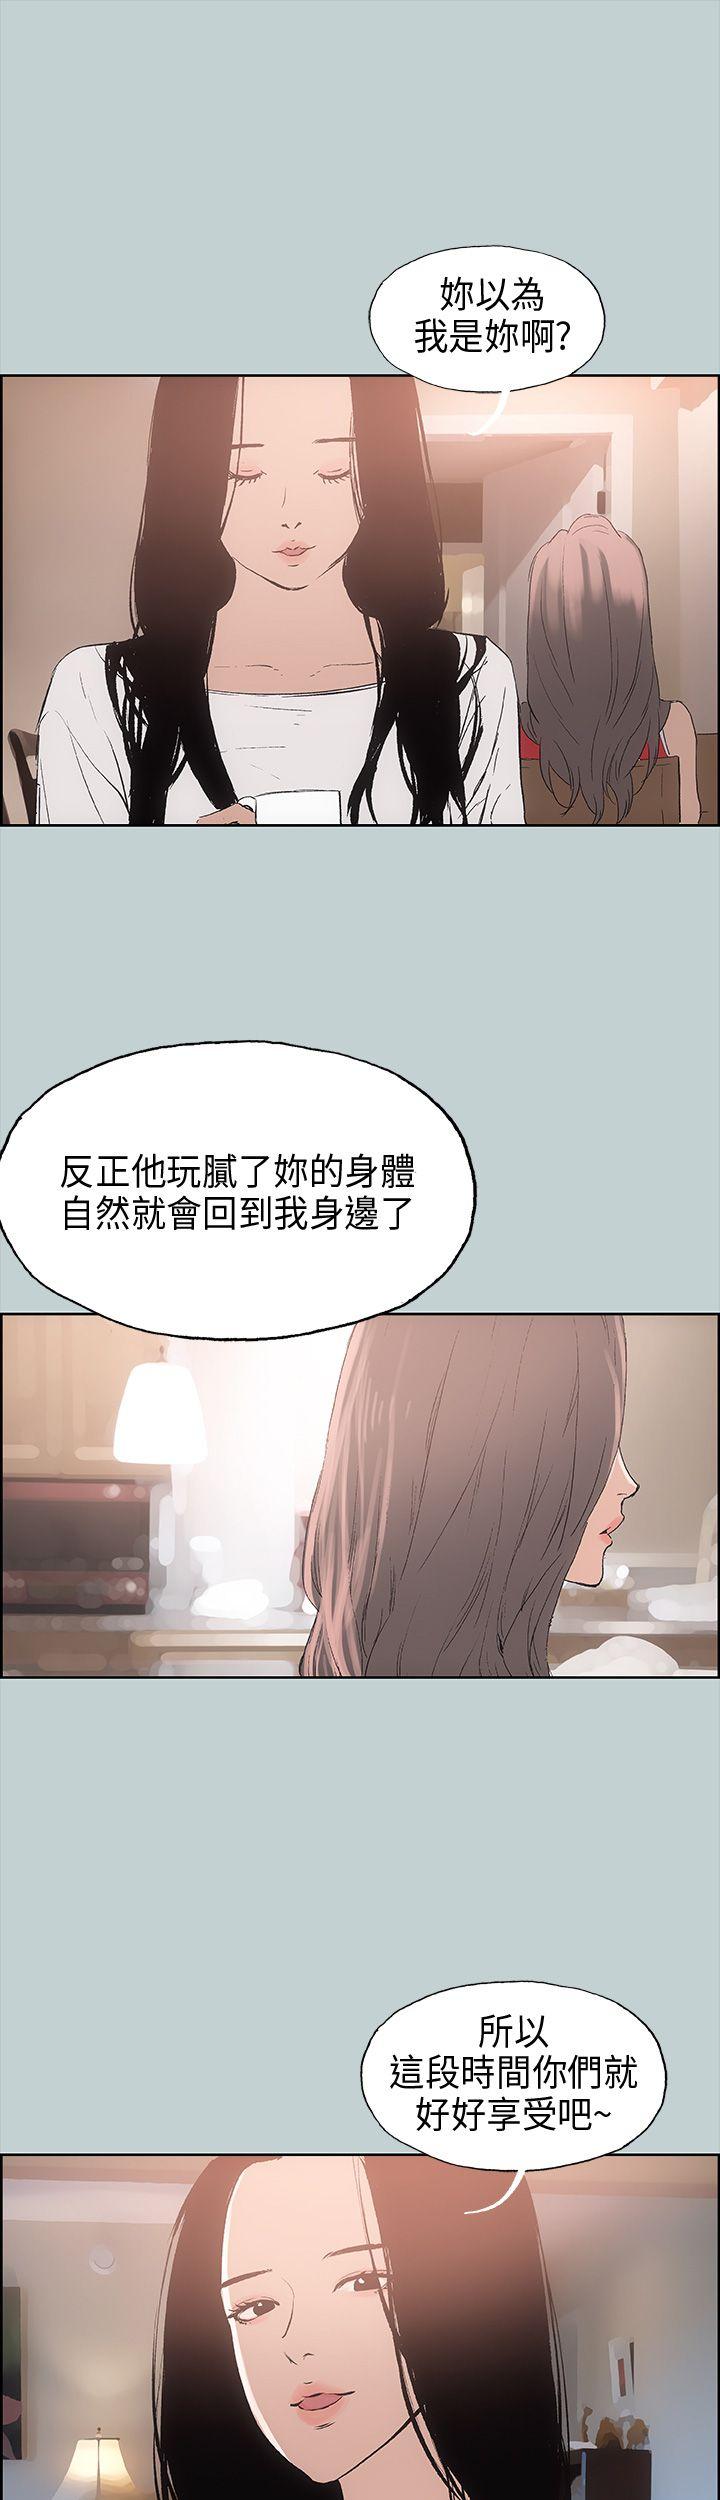 妳以為
我是妳啊?
反正他玩膩了妳的身體
自然就會回到我身邊了
所以
這段時間你們就
好好享受吧~